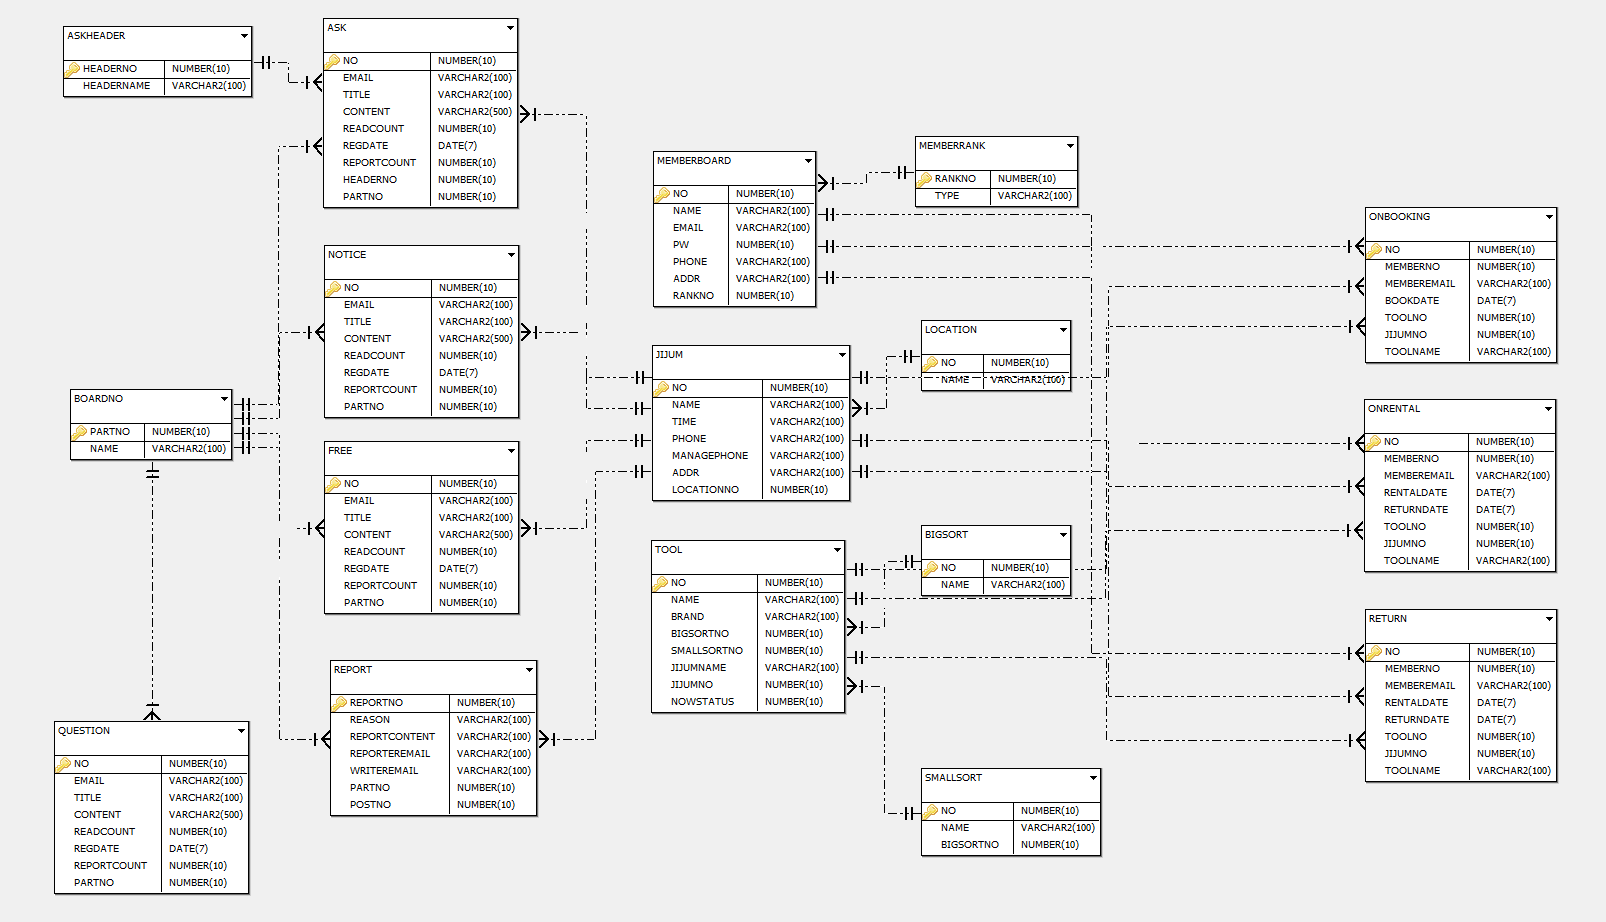 ASKHEADER
HEADERNO NUMBER(10)
HEADERNAME VARCHAR2(100)
ASK
NO NUMBER(10)
EMAIL VARCHAR2(100)
TITLE VARCHAR2(100)
CONTENT VARCHAR2(500)
READCOUNT NUMBER(10)
REGDATE DATE(7)
REPORTCOUNT NUMBER(10)
HEADERNO NUMBER(10)
PARTNO NUMBER(10)
NOTICE
NO NUMBER(10)
EMAIL VARCHAR2(100)
TITLE VARCHAR2(100)
CONTENT VARCHAR2(500)
READCOUNT NUMBER(10)
REGDATE DATE(7)
REPORTCOUNT NUMBER(10)
PARTNO NUMBER(10)
BOARDNO
PARTNO NUMBER(10)
NAME VARCHAR2(100)
FREE
NO NUMBER(10)
EMAIL VARCHAR2(100)
TITLE VARCHAR2(100)
CONTENT VARCHAR2(500)
READCOUNT NUMBER(10)
REGDATE DATE(7)
REPORTCOUNT NUMBER(10)
PARTNO NUMBER(10)
REPORT
REPORTNO NUMBER(10)
REASON VARCHAR2(100)
REPORTCONTENT VARCHAR2(100)
REPORTEREMAIL VARCHAR2(100)
WRITEREMAIL VARCHAR2(100)
PARTNO NUMBER(10)
POSTNO NUMBER(10)
QUESTION
NO NUMBER(10)
EMAIL VARCHAR2(100)
TITLE VARCHAR2(100)
CONTENT VARCHAR2(500)
READCOUNT NUMBER(10)
REGDATE DATE(7)
REPORTCOUNT NUMBER(10)
PARTNO NUMBER(10)
MEMBERBOARD
NO NUMBER(10)
NAME VARCHAR2(100)
EMAIL VARCHAR2(100)
PW NUMBER(10)
PHONE VARCHAR2(100)
ADDR VARCHAR2(100)
RANKNO NUMBER(10)
MEMBERRANK
RANKNO NUMBER(10)
TYPE VARCHAR2(100)
JIJUM
NO NUMBER(10)
NAME VARCHAR2(100)
TIME VARCHAR2(100)
PHONE VARCHAR2(100)
MANAGEPHONE VARCHAR2(100)
ADDR VARCHAR2(100)
LOCATIONNO NUMBER(10)
LOCATION
NO NUMBER(10)
NAME VARCHAR2(100)
TOOL
NO NUMBER(10)
NAME VARCHAR2(100)
BRAND VARCHAR2(100)
BIGSORTNO NUMBER(10)
SMALLSORTNO NUMBER(10)
JIJUMNAME VARCHAR2(100)
JIJUMNO NUMBER(10)
NOWSTATUS NUMBER(10)
BIGSORT
NO NUMBER(10)
NAME VARCHAR2(100)
SMALLSORT
NO NUMBER(10)
NAME VARCHAR2(100)
BIGSORTNO NUMBER(10)
ONBOOKING
NO NUMBER(10)
MEMBERNO NUMBER(10)
MEMBEREMAIL VARCHAR2(100)
BOOKDATE DATE(7)
TOOLNO NUMBER(10)
JIJUMNO NUMBER(10)
TOOLNAME VARCHAR2(100)
ONRENTAL
NO NUMBER(10)
MEMBERNO NUMBER(10)
MEMBEREMAIL VARCHAR2(100)
RENTALDATE DATE(7)
RETURNDATE DATE(7)
TOOLNO NUMBER(10)
JIJUMNO NUMBER(10)
TOOLNAME VARCHAR2(100)
RETURN
NO NUMBER(10)
MEMBERNO NUMBER(10)
MEMBEREMAIL VARCHAR2(100)
RENTALDATE DATE(7)
RETURNDATE DATE(7)
TOOLNO NUMBER(10)
JIJUMNO NUMBER(10)
TOOLNAME VARCHAR2(100)